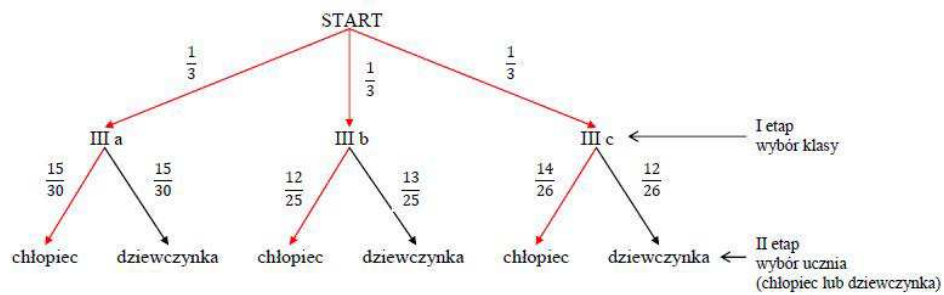 START
1/3
1/3
1/3
III a
III b
III c
I etap
wybór klasy
15/30
15/30
12/25
13/25
14/26
12/26
chłopiec
dziewczynka
chłopiec
dziewczynka
chłopiec
dziewczynka
II etap
wybór ucznia
(chłopiec lub dziewczynka)